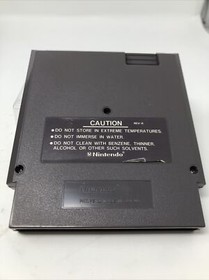 CAUTION
• DO NOT STORE IN EXTREME TEMPERATURES.
• DO NOT IMMERSE IN WATER.
• DO NOT CLEAN WITH BENZENE, THINNER,
ALCOHOL OR OTHER SUCH SOLVENTS.
Nintendo